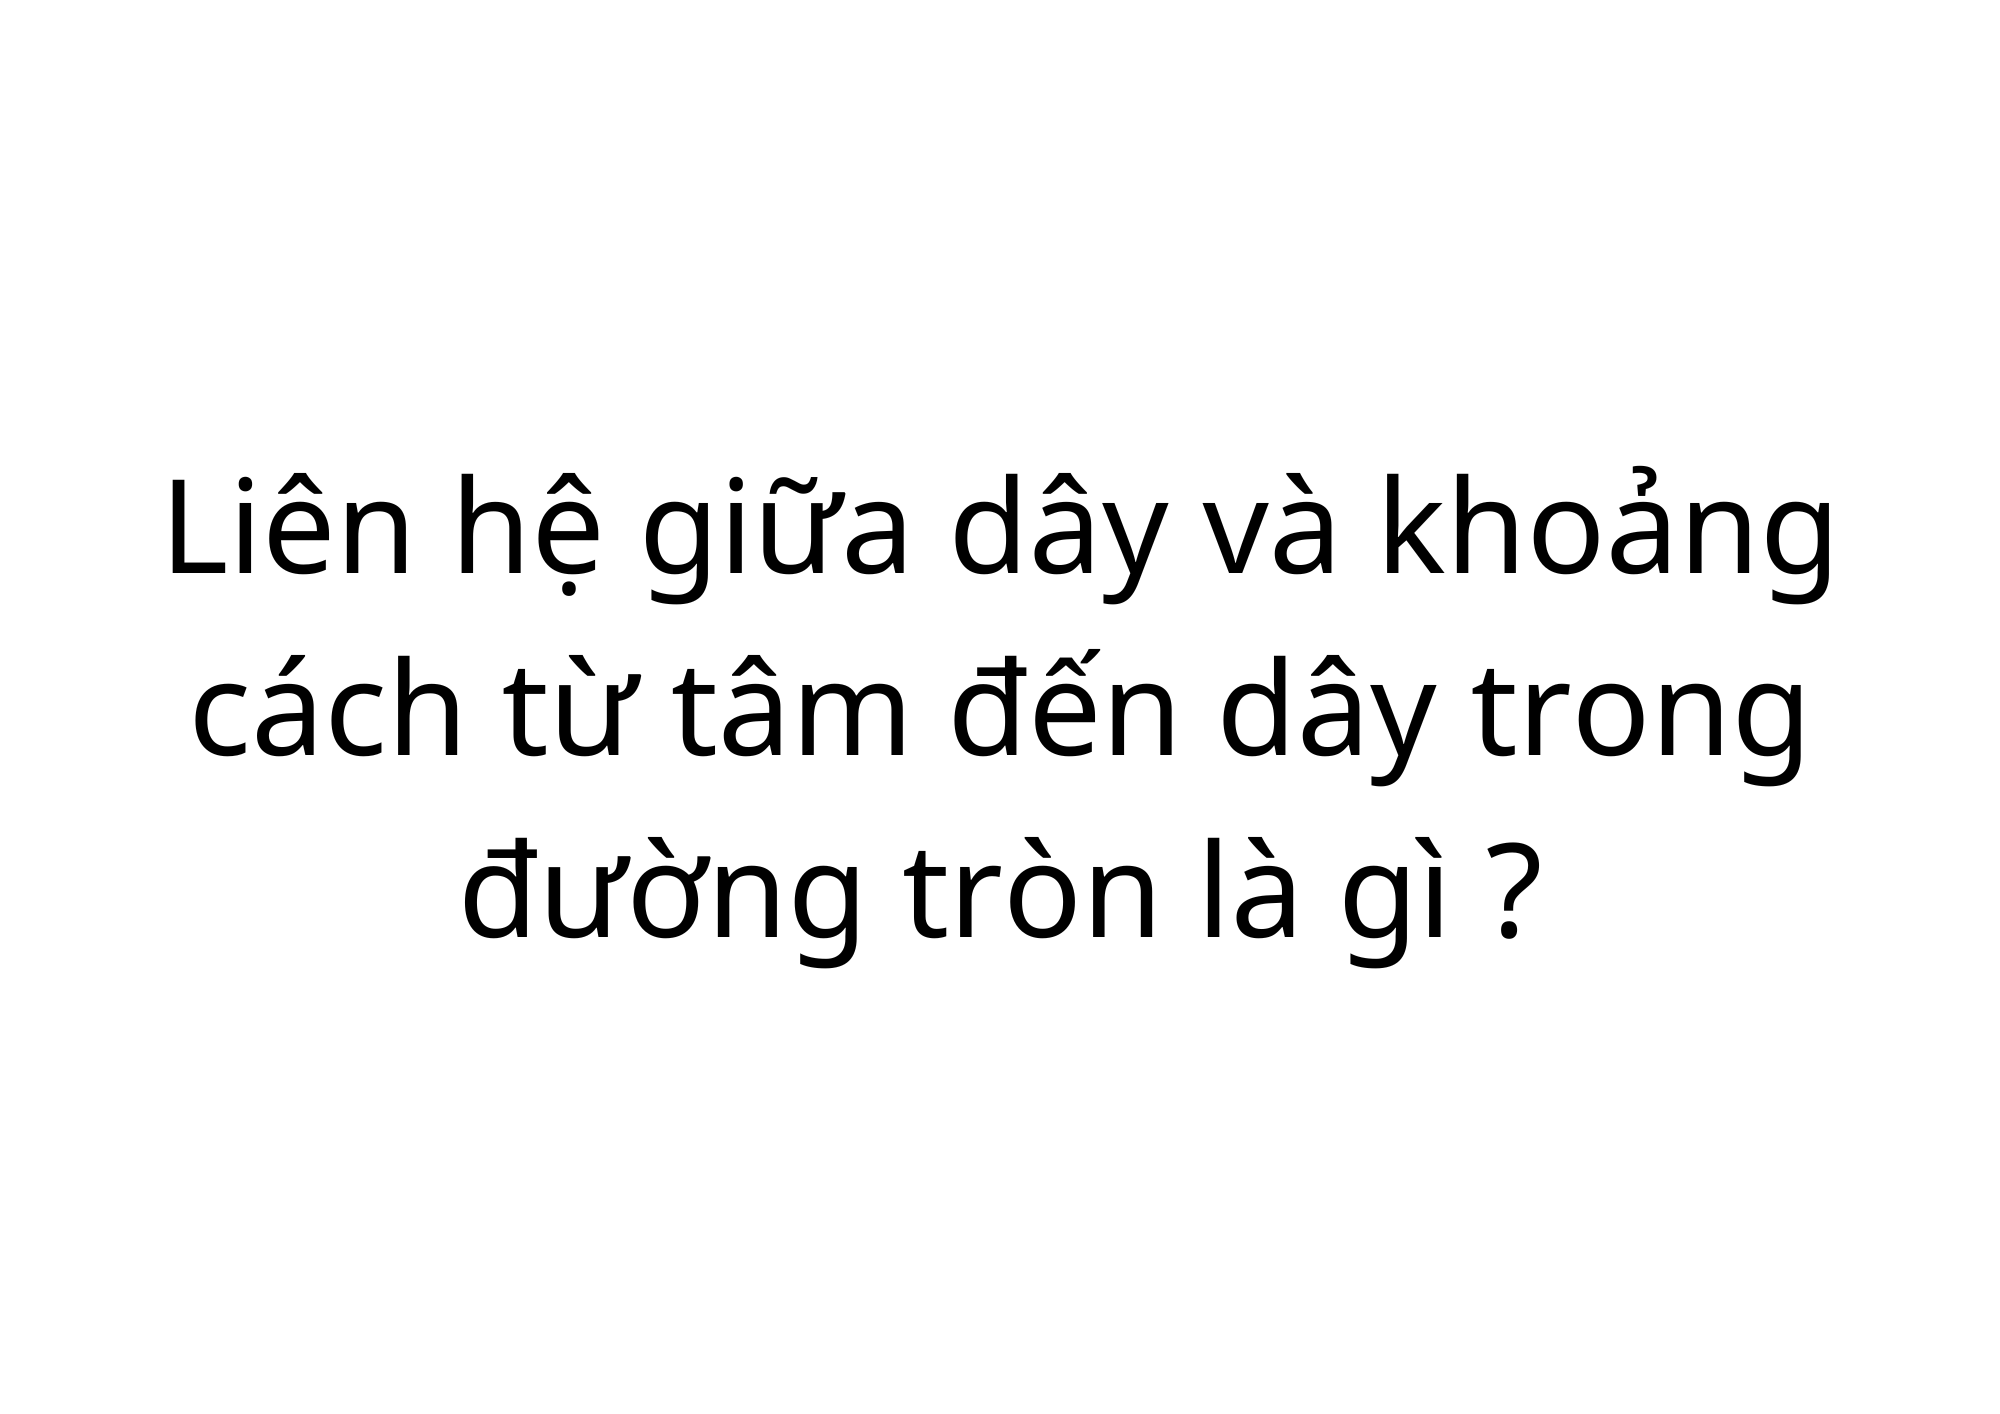 Liên hệ giữa dây và khoảng
cách từ tâm đến dây trong
đường tròn là gì ?